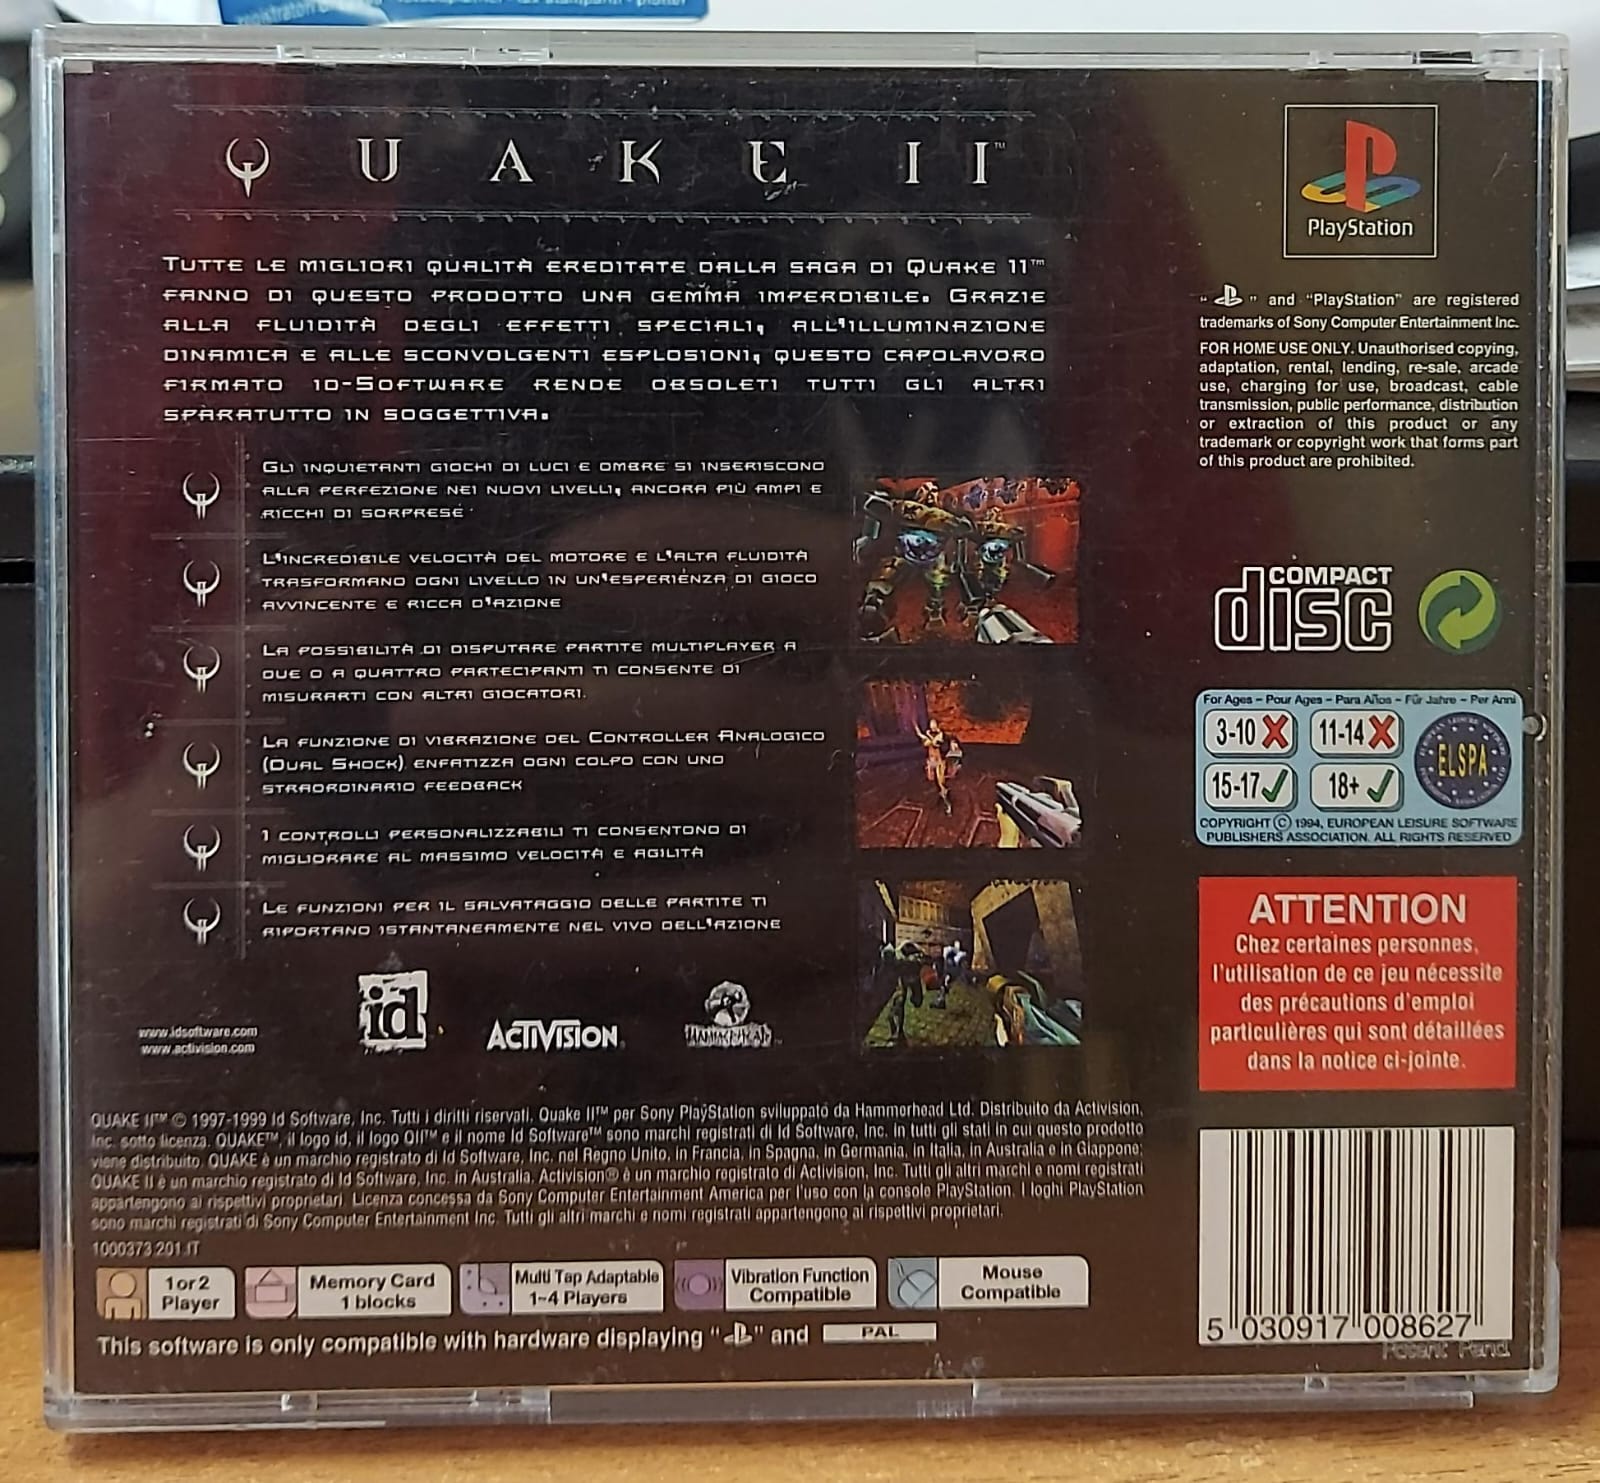 QUAKE II™
TUTTE LE MIGLIORI QUALITÀ EREDITATE DALLA SAGA DI QUAKE II™
FANNO DI QUESTO PRODOTTO UNA GEMMA IMPERDIBILE. GRAZIE
ALLA FLUIDITÀ DEGLI EFFETTI SPECIALI, ALL'ILLUMINAZIONE
DINAMICA E ALLE SCONVOLGENTI ESPLOSIONI, QUESTO CAPOLAVORO
FIRMATO ID-SOFTWARE RENDE OBSOLETI TUTTI GLI ALTRI
SPARATUTTO IN SOGGETTIVA.
GLI INQUIETANTI GIOCHI DI LUCI E OMBRE SI INSERISCONO
ALLA PERFEZIONE NEI NUOVI LIVELLI, ANCORA PIÙ AMPI E
RICCHI DI SORPRESE
L'INCREDIBILE VELOCITÀ DEL MOTORE E L'ALTA FLUIDITÀ
TRASFORMANO OGNI LIVELLO IN UN'ESPERIENZA DI GIOCO
AVVINCENTE E RICCA D'AZIONE
LA POSSIBILITÀ DI DISPUTARE PARTITE MULTIPLAYER A
DUE O A QUATTRO PARTECIPANTI TI CONSENTE DI
MISURARTI CON ALTRI GIOCATORI.
LA FUNZIONE DI VIBRAZIONE DEL CONTROLLER ANALOGICO
(DUAL SHOCK) ENFATIZZA OGNI COLPO CON UNO
STRAORDINARIO FEEDBACK
I CONTROLLI PERSONALIZZABILI TI CONSENTONO DI
MIGLIORARE AL MASSIMO VELOCITÀ E AGILITÀ
LE FUNZIONI PER IL SALVATAGGIO DELLE PARTITE TI
RIPORTANO ISTANTANEAMENTE NEL VIVO DELL'AZIONE
www.idsoftware.com
www.activision.com
id
ACTIVISION
HAMMERHEAD
QUAKE II™ © 1997-1999 Id Software, Inc. Tutti i diritti riservati. Quake II™ per Sony PlayStation sviluppato da Hammerhead Ltd. Distribuito da Activision,
Inc. sotto licenza. QUAKE™, il logo id, il logo QII™ e il nome Id Software™ sono marchi registrati di Id Software, Inc. in tutti gli stati in cui questo prodotto
viene distribuito. QUAKE è un marchio registrato di Id Software, Inc. nel Regno Unito, in Francia, in Spagna, in Germania, in Italia, in Australia e in Giappone;
QUAKE II è un marchio registrato di Id Software, Inc. in Australia. Activision® è un marchio registrato di Activision, Inc. Tutti gli altri marchi e nomi registrati
appartengono ai rispettivi proprietari. Licenza concessa da Sony Computer Entertainment America per l'uso con la console PlayStation. I loghi PlayStation
sono marchi registrati di Sony Computer Entertainment Inc. Tutti gli altri marchi e nomi registrati appartengono ai rispettivi proprietari.
1000373.201.IT
1 or 2
Player
Memory Card
1 blocks
Multi Tap Adaptable
1-4 Players
Vibration Function
Compatible
Mouse
Compatible
This software is only compatible with hardware displaying "PS" and PAL
PlayStation
"PS" and "PlayStation" are registered
trademarks of Sony Computer Entertainment Inc.
FOR HOME USE ONLY. Unauthorised copying,
adaptation, rental, lending, re-sale, arcade
use, charging for use, broadcast, cable
transmission, public performance, distribution
or extraction of this product or any
trademark or copyright work that forms part
of this product are prohibited.
COMPACT
disc
For Ages – Pour Ages – Para Años – Für Jahre – Per Anni
3-10 11-14
15-17 18+
ELSPA
COPYRIGHT © 1994, EUROPEAN LEISURE SOFTWARE
PUBLISHERS ASSOCIATION. ALL RIGHTS RESERVED
ATTENTION
Chez certaines personnes,
l'utilisation de ce jeu nécessite
des précautions d'emploi
particulières qui sont détaillées
dans la notice ci-jointe.
5 030917 008627
Patent Pend.